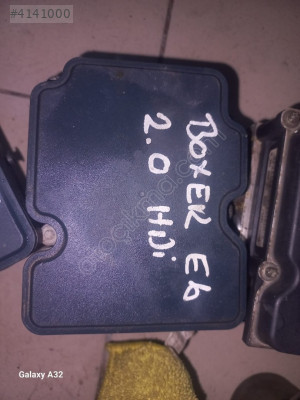 #4141000
BOXER E6
2.0 HDi
Galaxy A32